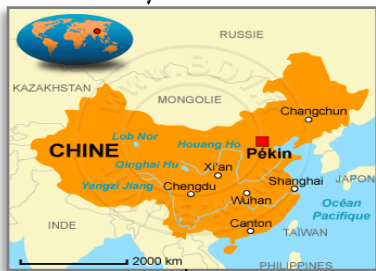 RUSSIE
KAZAKHSTAN
MONGOLIE
Changchun
Lob Nor
Houang Ho
CHINE
Pékin
Qinghai Hu
Xi'an
JAPON
Yangzi Jiang
Chengdu
Shanghai
Wuhan
Océan
Pacifique
INDE
Canton
TAÏWAN
2000 km
PHILIPPINES